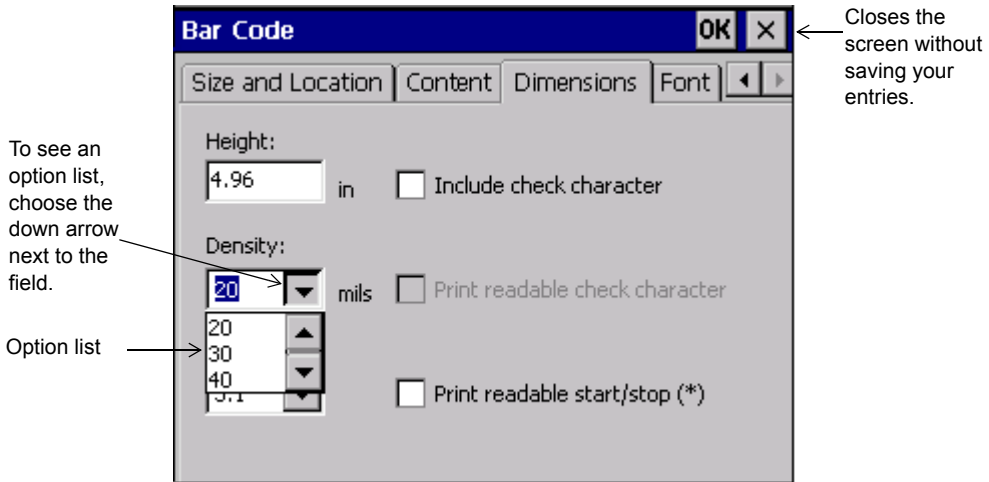 Bar Code
OK
Closes the
screen without
saving your
entries.
Size and Location
Content
Dimensions
Font
To see an
option list,
choose the
down arrow
next to the
field.
Height:
4.96
in
Include check character
Density:
20
mils
Print readable check character
Option list
20
30
40
Print readable start/stop (*)